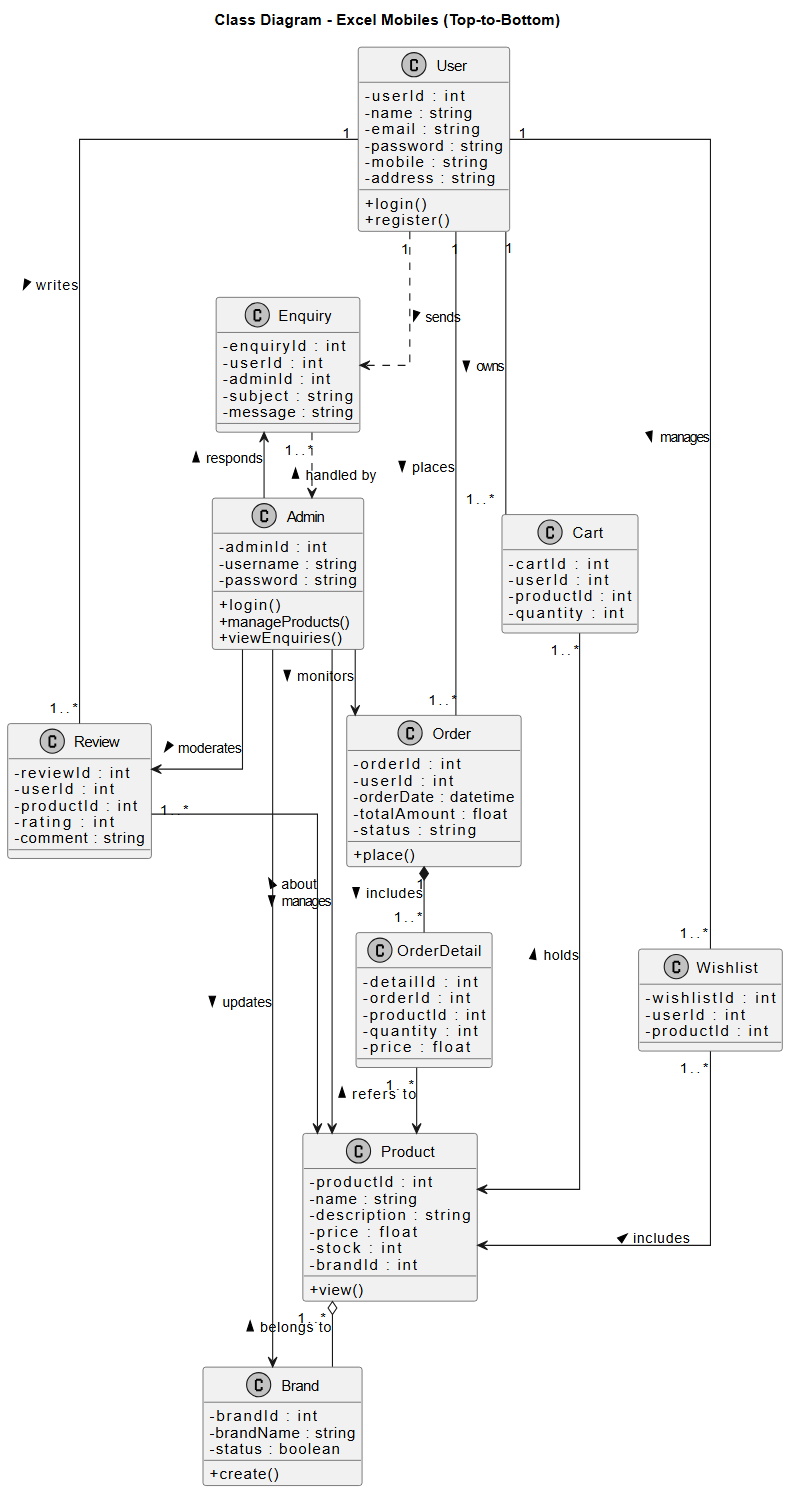 Class Diagram - Excel Mobiles (Top-to-Bottom)
C User
-userId : int
-name : string
-email : string
-password : string
-mobile : string
-address : string
+login()
+register()
1
1
1
1
1
writes
sends
owns
manages
places
C Enquiry
-enquiryId : int
-userId : int
-adminId : int
-subject : string
-message : string
responds
1..*
handled by
C Admin
-adminId : int
-username : string
-password : string
+login()
+manageProducts()
+viewEnquiries()
1..*
C Cart
-cartId : int
-userId : int
-productId : int
-quantity : int
1..*
monitors
moderates
1..*
C Review
-reviewId : int
-userId : int
-productId : int
-rating : int
-comment : string
1..*
1..*
C Order
-orderId : int
-userId : int
-orderDate : datetime
-totalAmount : float
-status : string
+place()
1
includes
1..*
about
manages
updates
holds
C OrderDetail
-detailId : int
-orderId : int
-productId : int
-quantity : int
-price : float
1..*
refers to
1..*
C Wishlist
-wishlistId : int
-userId : int
-productId : int
1..*
includes
C Product
-productId : int
-name : string
-description : string
-price : float
-stock : int
-brandId : int
+view()
1..*
belongs to
C Brand
-brandId : int
-brandName : string
-status : boolean
+create()